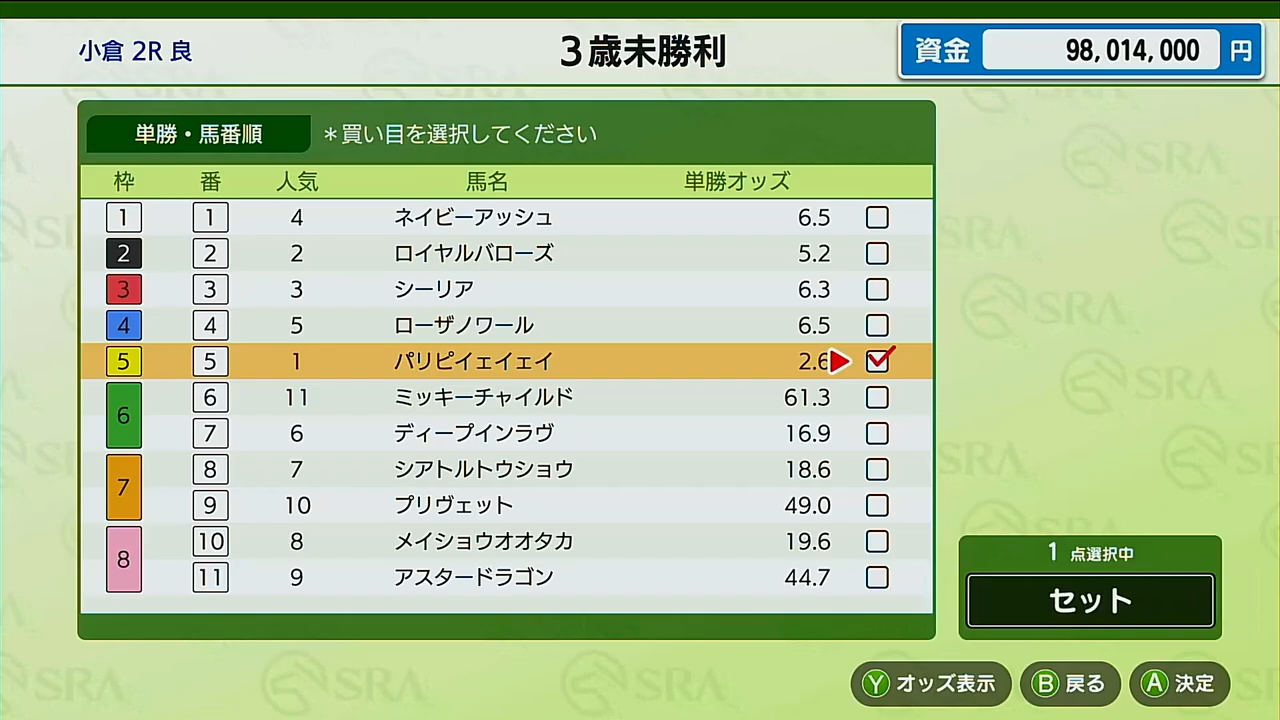 小倉 2R 良
3歳未勝利
資金 98,014,000 円
単勝・馬番順 *買い目を選択してください
枠 番 人気 馬名 単勝オッズ
1 1 4 ネイビーアッシュ 6.5
2 2 2 ロイヤルバローズ 5.2
3 3 3 シーリア 6.3
4 4 5 ローザノワール 6.5
5 5 1 パリピイェイェイ 2.6
6 6 11 ミッキーチャイルド 61.3
7 6 ディープインラヴ 16.9
7 8 7 シアトルトウショウ 18.6
9 10 プリヴェット 49.0
8 10 8 メイショウオオタカ 19.6
11 9 アスタードラゴン 44.7
1 点選択中
セット
Y オッズ表示 B 戻る A 決定
SRA